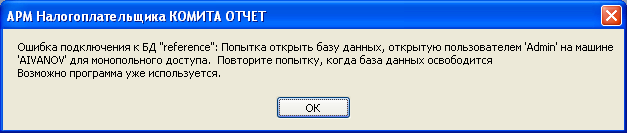 АРМ Налогоплательщика КОМИТА ОТЧЕТ
Ошибка подключения к БД "reference": Попытка открыть базу данных, открытую пользователем 'Admin' на машине
'AIVANOV' для монопольного доступа.  Повторите попытку, когда база данных освободится
Возможно программа уже используется.
OK